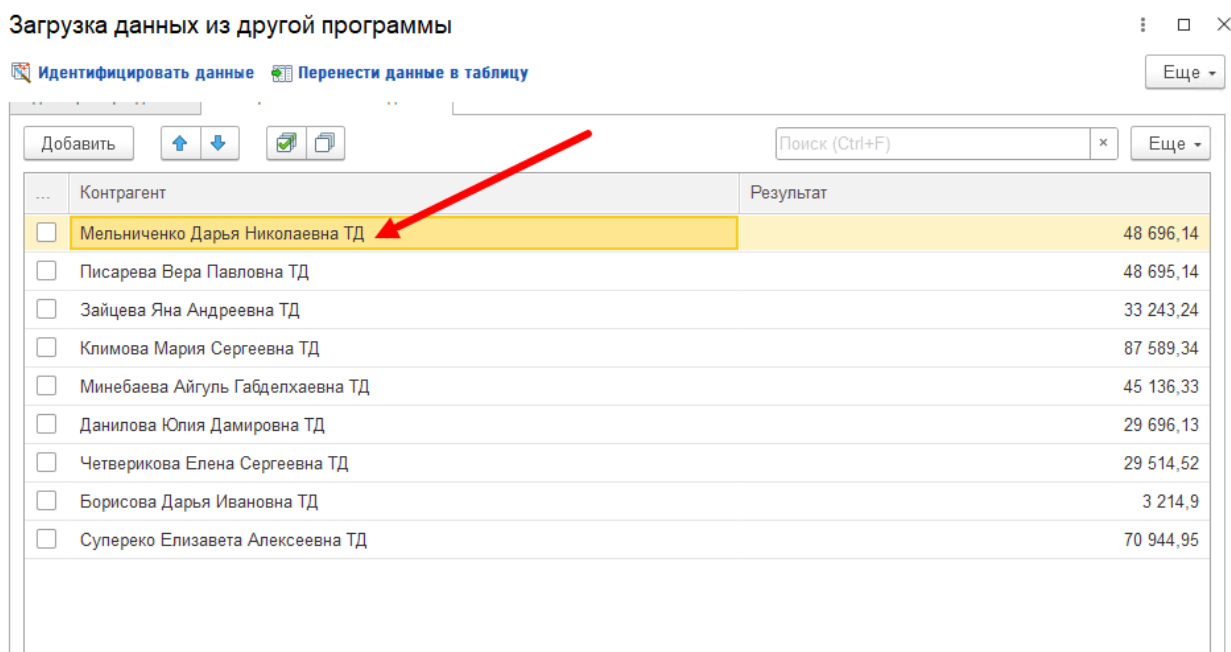 Загрузка данных из другой программы
Идентифицировать данные Перенести данные в таблицу Еще
Добавить Поиск (Ctrl+F) × Еще
... Контрагент Результат
Мельниченко Дарья Николаевна ТД 48 696,14
Писарева Вера Павловна ТД 48 695,14
Зайцева Яна Андреевна ТД 33 243,24
Климова Мария Сергеевна ТД 87 589,34
Минебаева Айгуль Габделхаевна ТД 45 136,33
Данилова Юлия Дамировна ТД 29 696,13
Четверикова Елена Сергеевна ТД 29 514,52
Борисова Дарья Ивановна ТД 3 214,9
Супереко Елизавета Алексеевна ТД 70 944,95